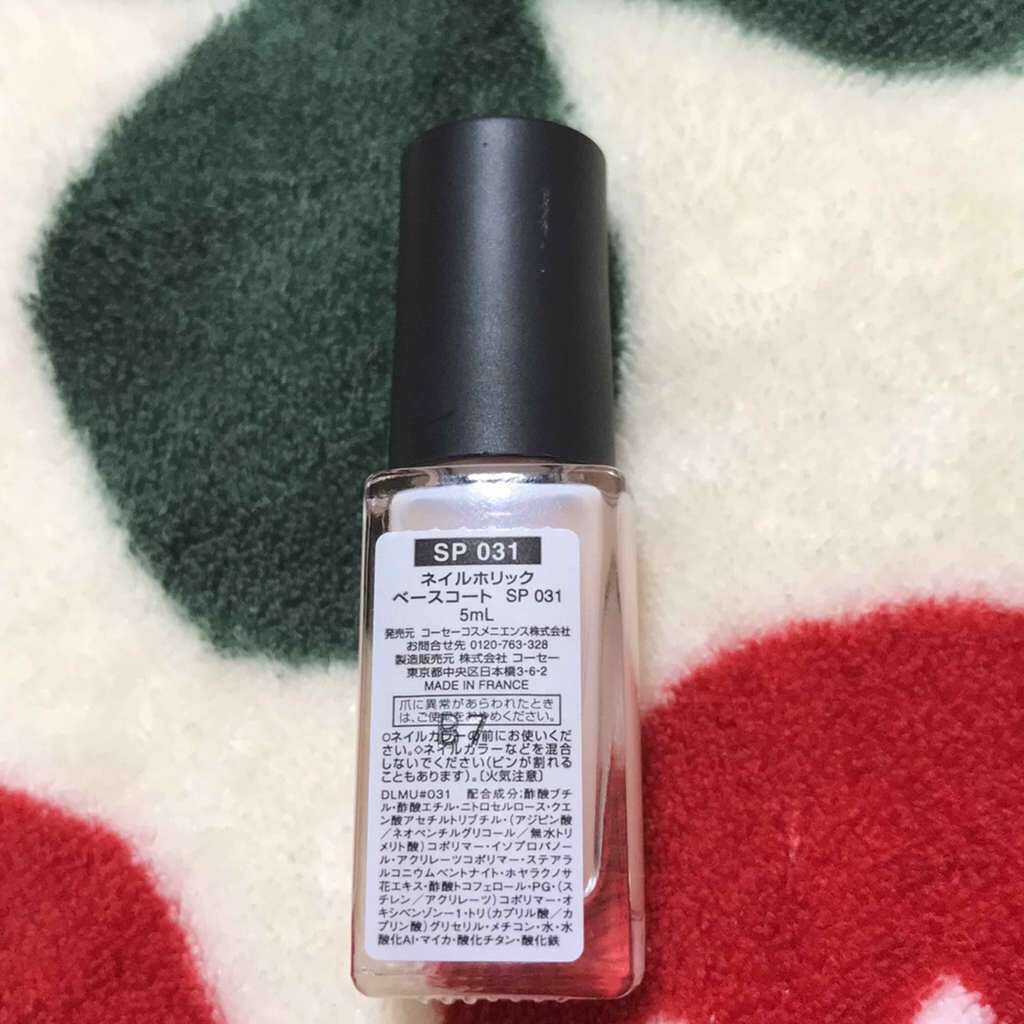 SP 031
ネイルホリック
ベースコート SP 031
5mL
発売元 コーセーコスメニエンス株式会社
お問合せ先 0120-763-328
製造販売元 株式会社 コーセー
東京都中央区日本橋3-6-2
MADE IN FRANCE
爪に異常があらわれたとき
は、ご使用をおやめください。
B7
○ネイルカラーの前にお使いくだ
さい。○ネイルカラーなどを混合
しないでください(ビンが割れる
こともあります)。〔火気注意〕
DLMU#031 配合成分;酢酸ブチ
ル・酢酸エチル・ニトロセルロース・クエ
ン酸アセチルトリブチル・(アジピン酸
/ネオペンチルグリコール/無水トリ
メリト酸)コポリマー・イソプロパノー
ル・アクリレーツコポリマー・ステアラ
ルコニウムベントナイト・ホヤラクノサ
花エキス・酢酸トコフェロール・PG・(ス
チレン/アクリレーツ)コポリマー・オ
キシベンゾン-1・トリ(カプリル酸/カ
プリン酸)グリセリル・メチコン・水・水
酸化Al・マイカ・酸化チタン・酸化鉄